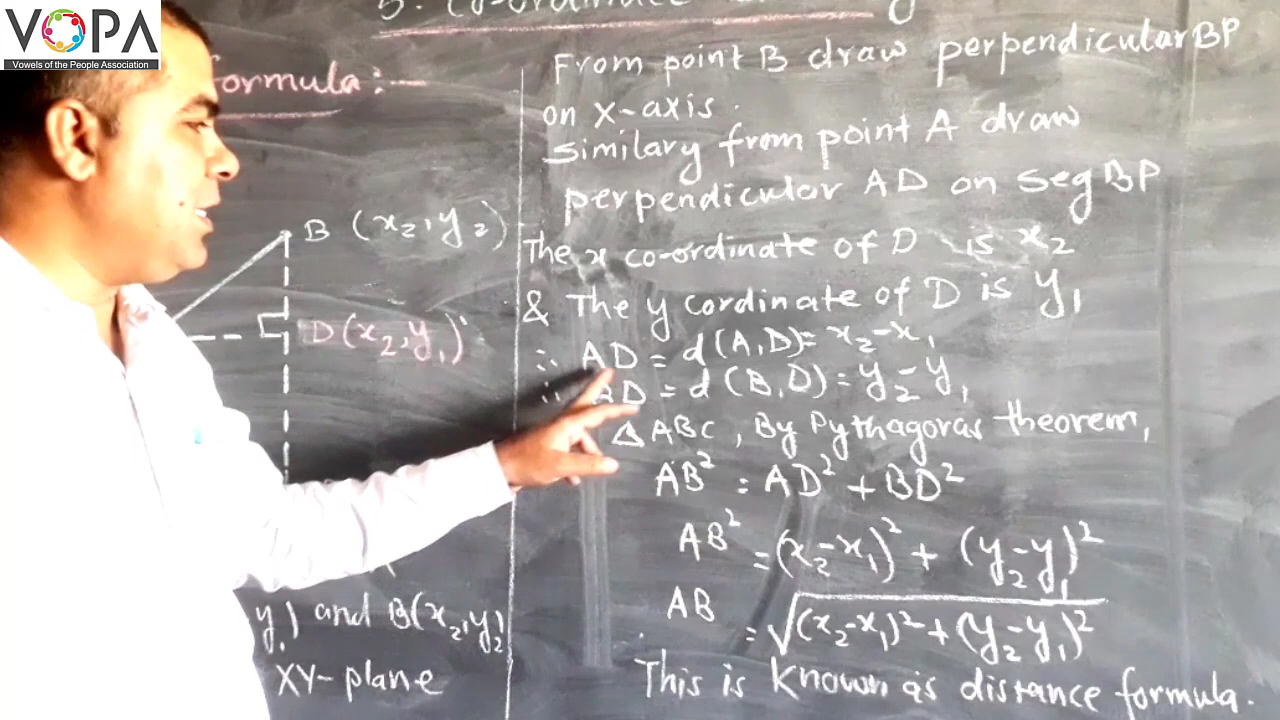 VOPA
Vowels of the People Association
5. Co-ordinate
formula:-
B (x₂, y₂)
D(x₂, y₁)
y₁) and B(x₂, y₂)
XY-plane
From point B draw perpendicular BP
on X-axis.
Similary from point A draw
perpendicular AD on seg BP
The x co-ordinate of D is x₂
& The y cordinate of D is y₁
∴ AD = d(A,D) = x₂-x₁
∴ BD = d(B,D) = y₂-y₁
△ ABC, By Pythagoras theorem,
AB² = AD² + BD²
AB² = (x₂-x₁)² + (y₂-y₁)²
AB = √(x₂-x₁)² + (y₂-y₁)²
This is known as distance formula.